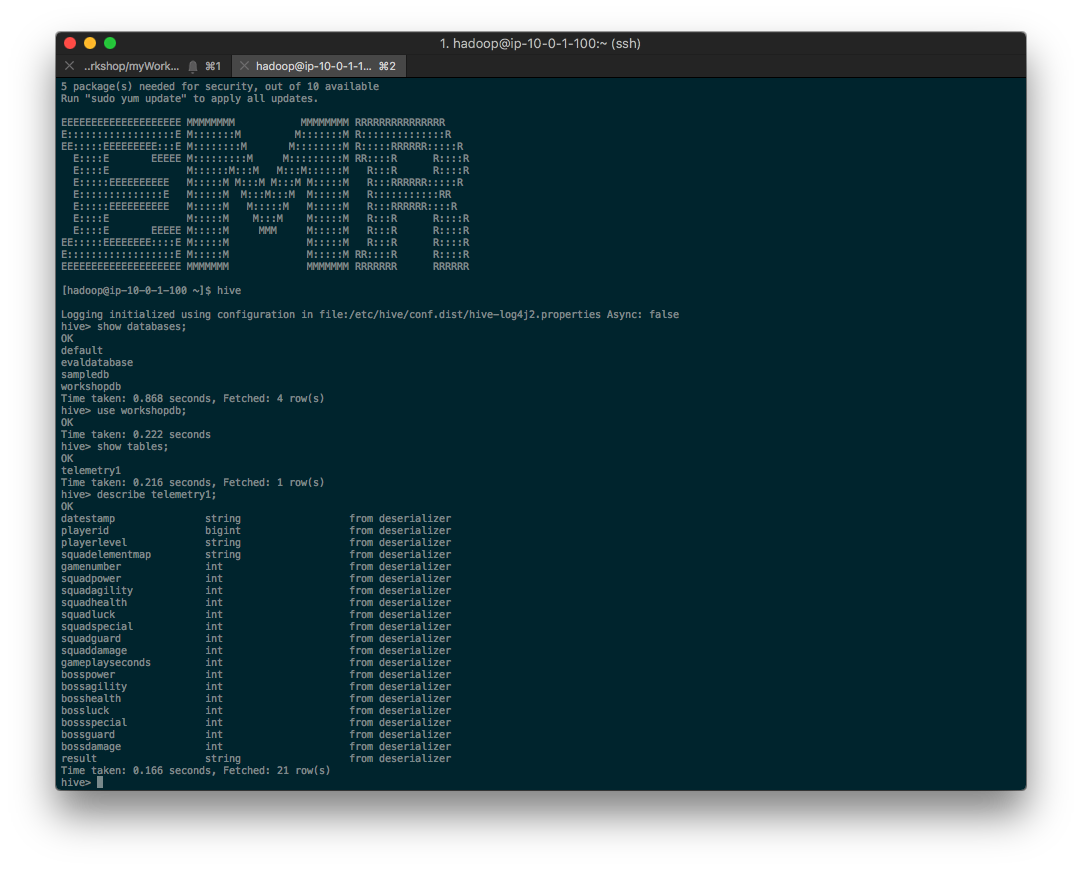 1. hadoop@ip-10-0-1-100:~ (ssh)
..rkshop/myWork... ⌘1 hadoop@ip-10-0-1-1... ⌘2
5 package(s) needed for security, out of 10 available
Run "sudo yum update" to apply all updates.
EEEEEEEEEEEEEEEEEEEE MMMMMMMM           MMMMMMMM RRRRRRRRRRRRRRR
E::::::::::::::::::E M:::::::M         M:::::::M R::::::::::::::R
EE:::::EEEEEEEEE:::E M::::::::M       M::::::::M R:::::RRRRRR:::::R
  E::::E       EEEEE M:::::::::M     M:::::::::M RR::::R      R::::R
  E::::E             M::::::M:::M   M:::M::::::M   R:::R      R::::R
  E:::::EEEEEEEEEE   M:::::M M:::M M:::M M:::::M   R:::RRRRRR:::::R
  E::::::::::::::E   M:::::M  M:::M:::M  M:::::M   R:::::::::::RR
  E:::::EEEEEEEEEE   M:::::M   M:::::M   M:::::M   R:::RRRRRR::::R
  E::::E             M:::::M    M:::M    M:::::M   R:::R      R::::R
  E::::E       EEEEE M:::::M     MMM     M:::::M   R:::R      R::::R
EE:::::EEEEEEEE::::E M:::::M             M:::::M   R:::R      R::::R
E::::::::::::::::::E M:::::M             M:::::M RR::::R      R::::R
EEEEEEEEEEEEEEEEEEEE MMMMMMM             MMMMMMM RRRRRRR      RRRRRR
[hadoop@ip-10-0-1-100 ~]$ hive
Logging initialized using configuration in file:/etc/hive/conf.dist/hive-log4j2.properties Async: false
hive> show databases;
OK
default
evaldatabase
sampledb
workshopdb
Time taken: 0.868 seconds, Fetched: 4 row(s)
hive> use workshopdb;
OK
Time taken: 0.222 seconds
hive> show tables;
OK
telemetry1
Time taken: 0.216 seconds, Fetched: 1 row(s)
hive> describe telemetry1;
OK
datestamp               string                  from deserializer
playerid                bigint                  from deserializer
playerlevel             string                  from deserializer
squadelementmap         string                  from deserializer
gamenumber              int                     from deserializer
squadpower              int                     from deserializer
squadagility            int                     from deserializer
squadhealth             int                     from deserializer
squadluck               int                     from deserializer
squadspecial            int                     from deserializer
squadguard              int                     from deserializer
squaddamage             int                     from deserializer
gameplayseconds         int                     from deserializer
bosspower               int                     from deserializer
bossagility             int                     from deserializer
bosshealth              int                     from deserializer
bossluck                int                     from deserializer
bossspecial             int                     from deserializer
bossguard               int                     from deserializer
bossdamage              int                     from deserializer
result                  string                  from deserializer
Time taken: 0.166 seconds, Fetched: 21 row(s)
hive>